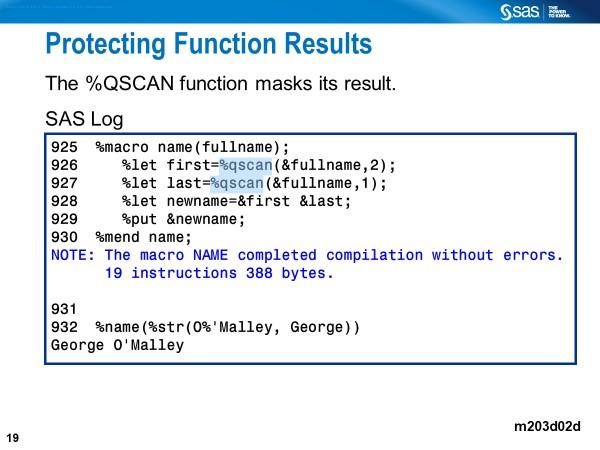 sas THE
POWER
TO KNOW.
Protecting Function Results
The %QSCAN function masks its result.
SAS Log
925  %macro name(fullname);
926     %let first=%qscan(&fullname,2);
927     %let last=%qscan(&fullname,1);
928     %let newname=&first &last;
929     %put &newname;
930  %mend name;
NOTE: The macro NAME completed compilation without errors.
      19 instructions 388 bytes.
931
932  %name(%str(O%'Malley, George))
George O'Malley
m203d02d
19